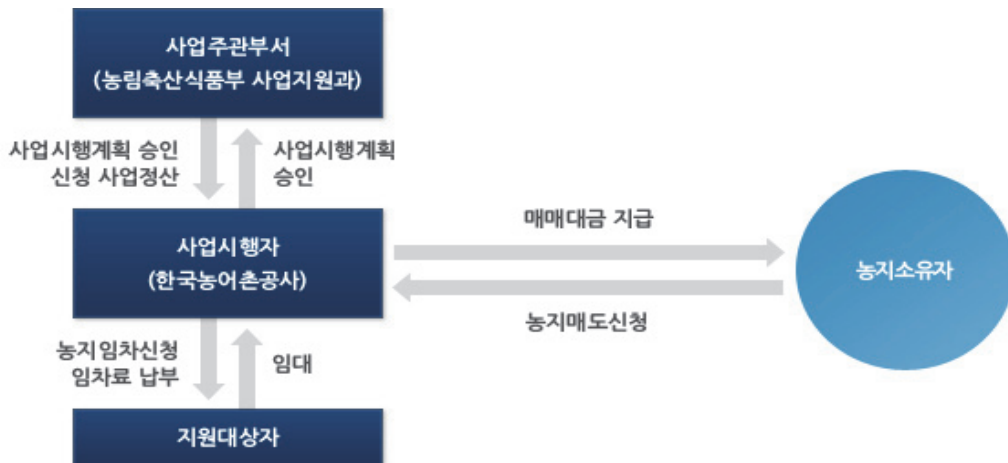 사업주관부서
(농림축산식품부 사업지원과)
사업시행계획 승인
신청 사업정산
사업시행계획
승인
사업시행자
(한국농어촌공사)
매매대금 지급
농지매도신청
농지소유자
농지임차신청
임차료 납부
임대
지원대상자